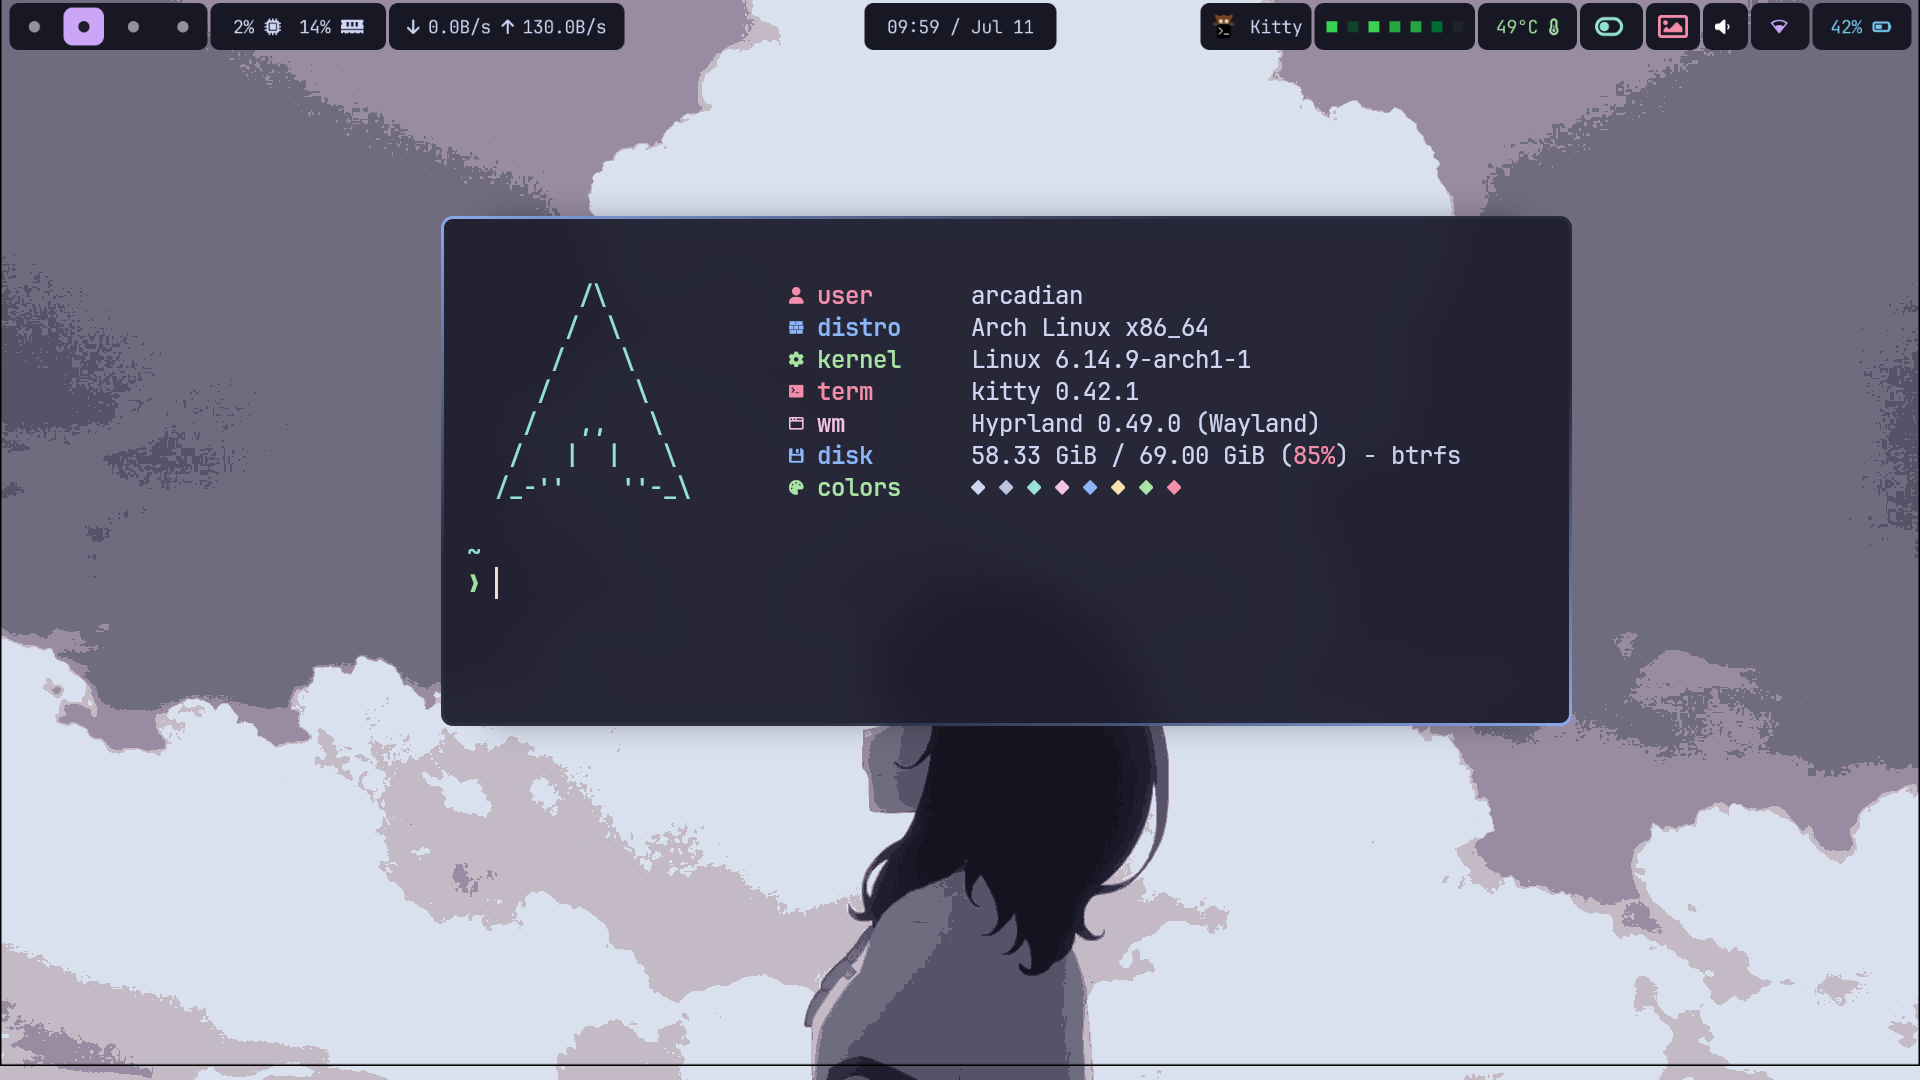 2% 14% 0.0B/s 130.0B/s 09:59 / Jul 11 Kitty 49°C 42%
user arcadian
distro Arch Linux x86_64
kernel Linux 6.14.9-arch1-1
term kitty 0.42.1
wm Hyprland 0.49.0 (Wayland)
disk 58.33 GiB / 69.00 GiB (85%) - btrfs
colors
~
❯